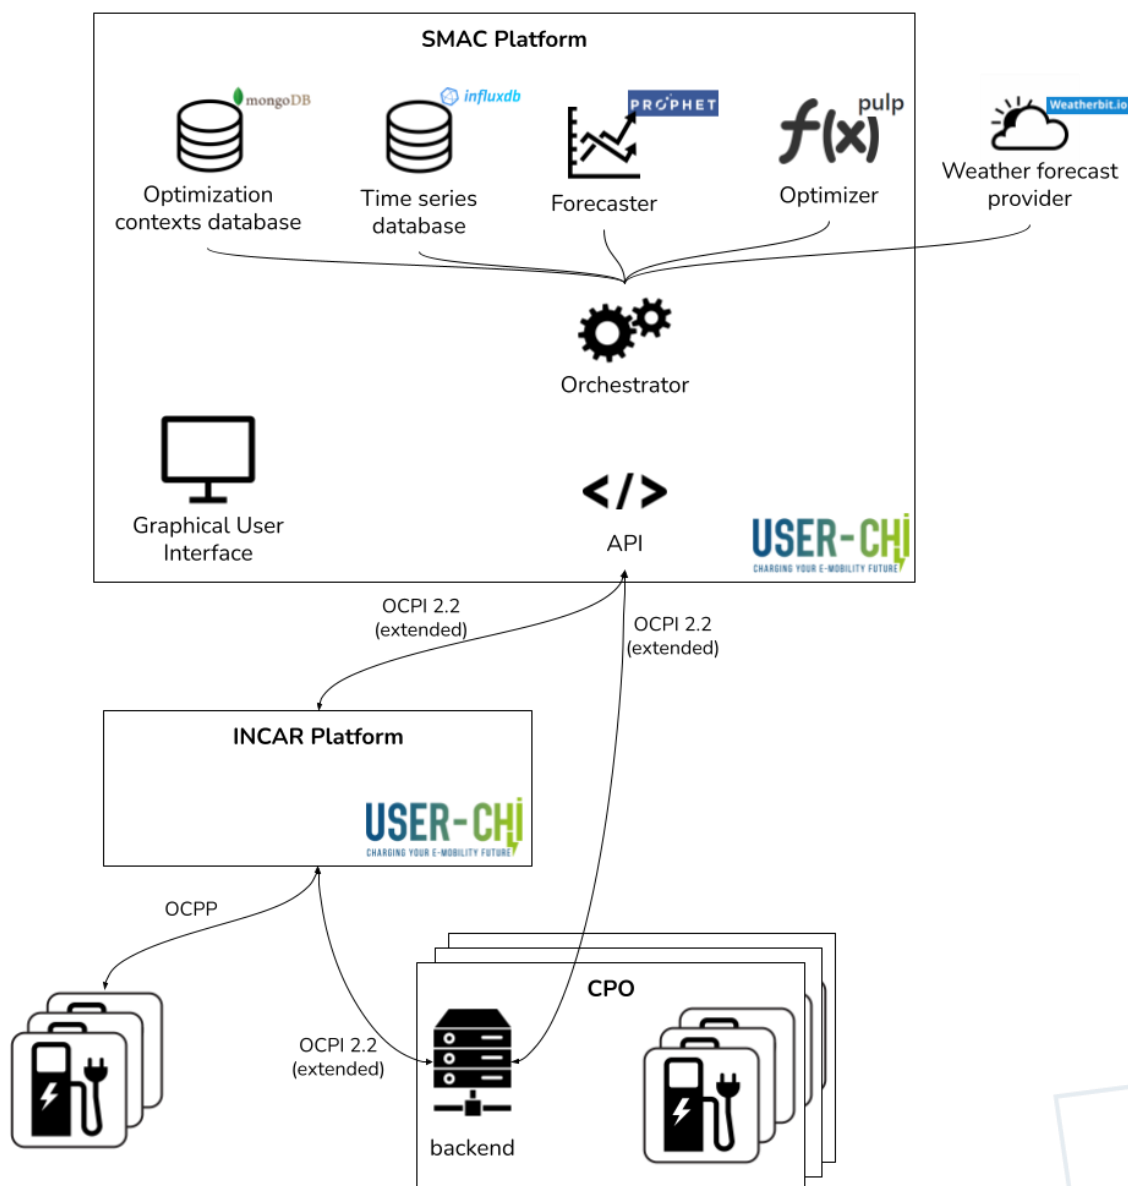 SMAC Platform
mongoDB
influxdb
PROPHET
pulp
Weatherbit.io
f(x)
Optimization
contexts database
Time series
database
Forecaster
Optimizer
Weather forecast
provider
Orchestrator
Graphical User
Interface
</>
API
USER-CHI
CHARGING YOUR E-MOBILITY FUTURE
OCPI 2.2
(extended)
OCPI 2.2
(extended)
INCAR Platform
USER-CHI
CHARGING YOUR E-MOBILITY FUTURE
OCPP
CPO
OCPI 2.2
(extended)
backend